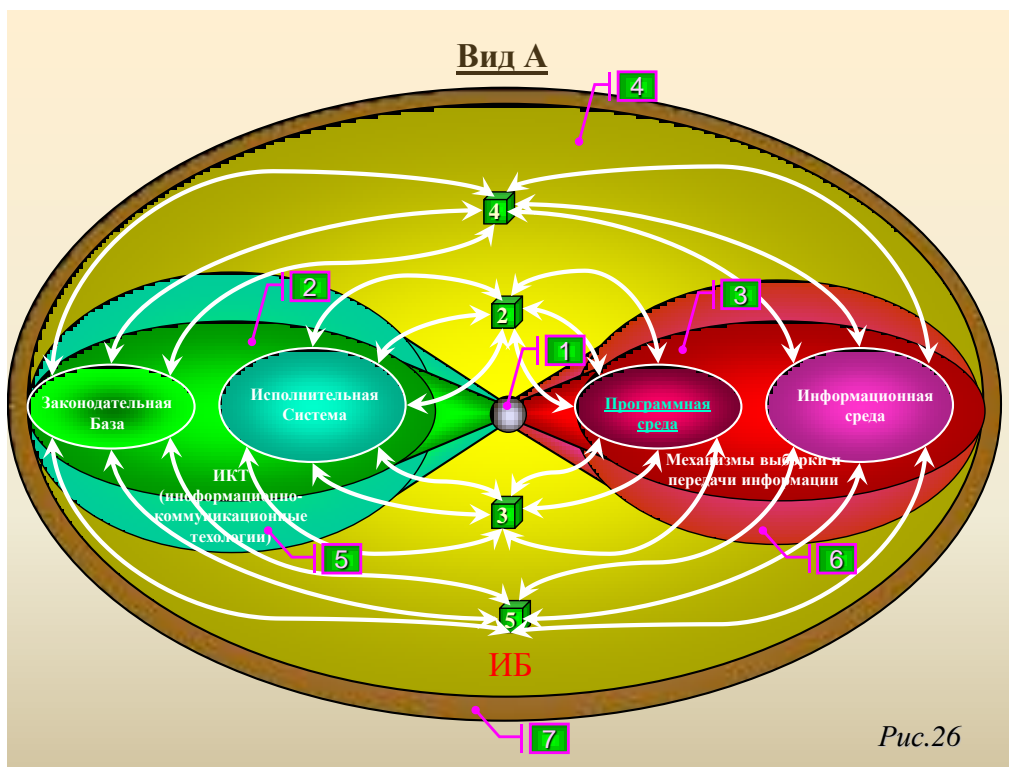 Вид А
4
4
2
3
2
1
Законодательная
База
Исполнительная
Система
Программная
среда
Информационная
среда
ИКТ
(инеформационно-
коммуникационные
техологии)
Механизмы выборки и
передачи информации
3
5
6
5
ИБ
7
Рис.26